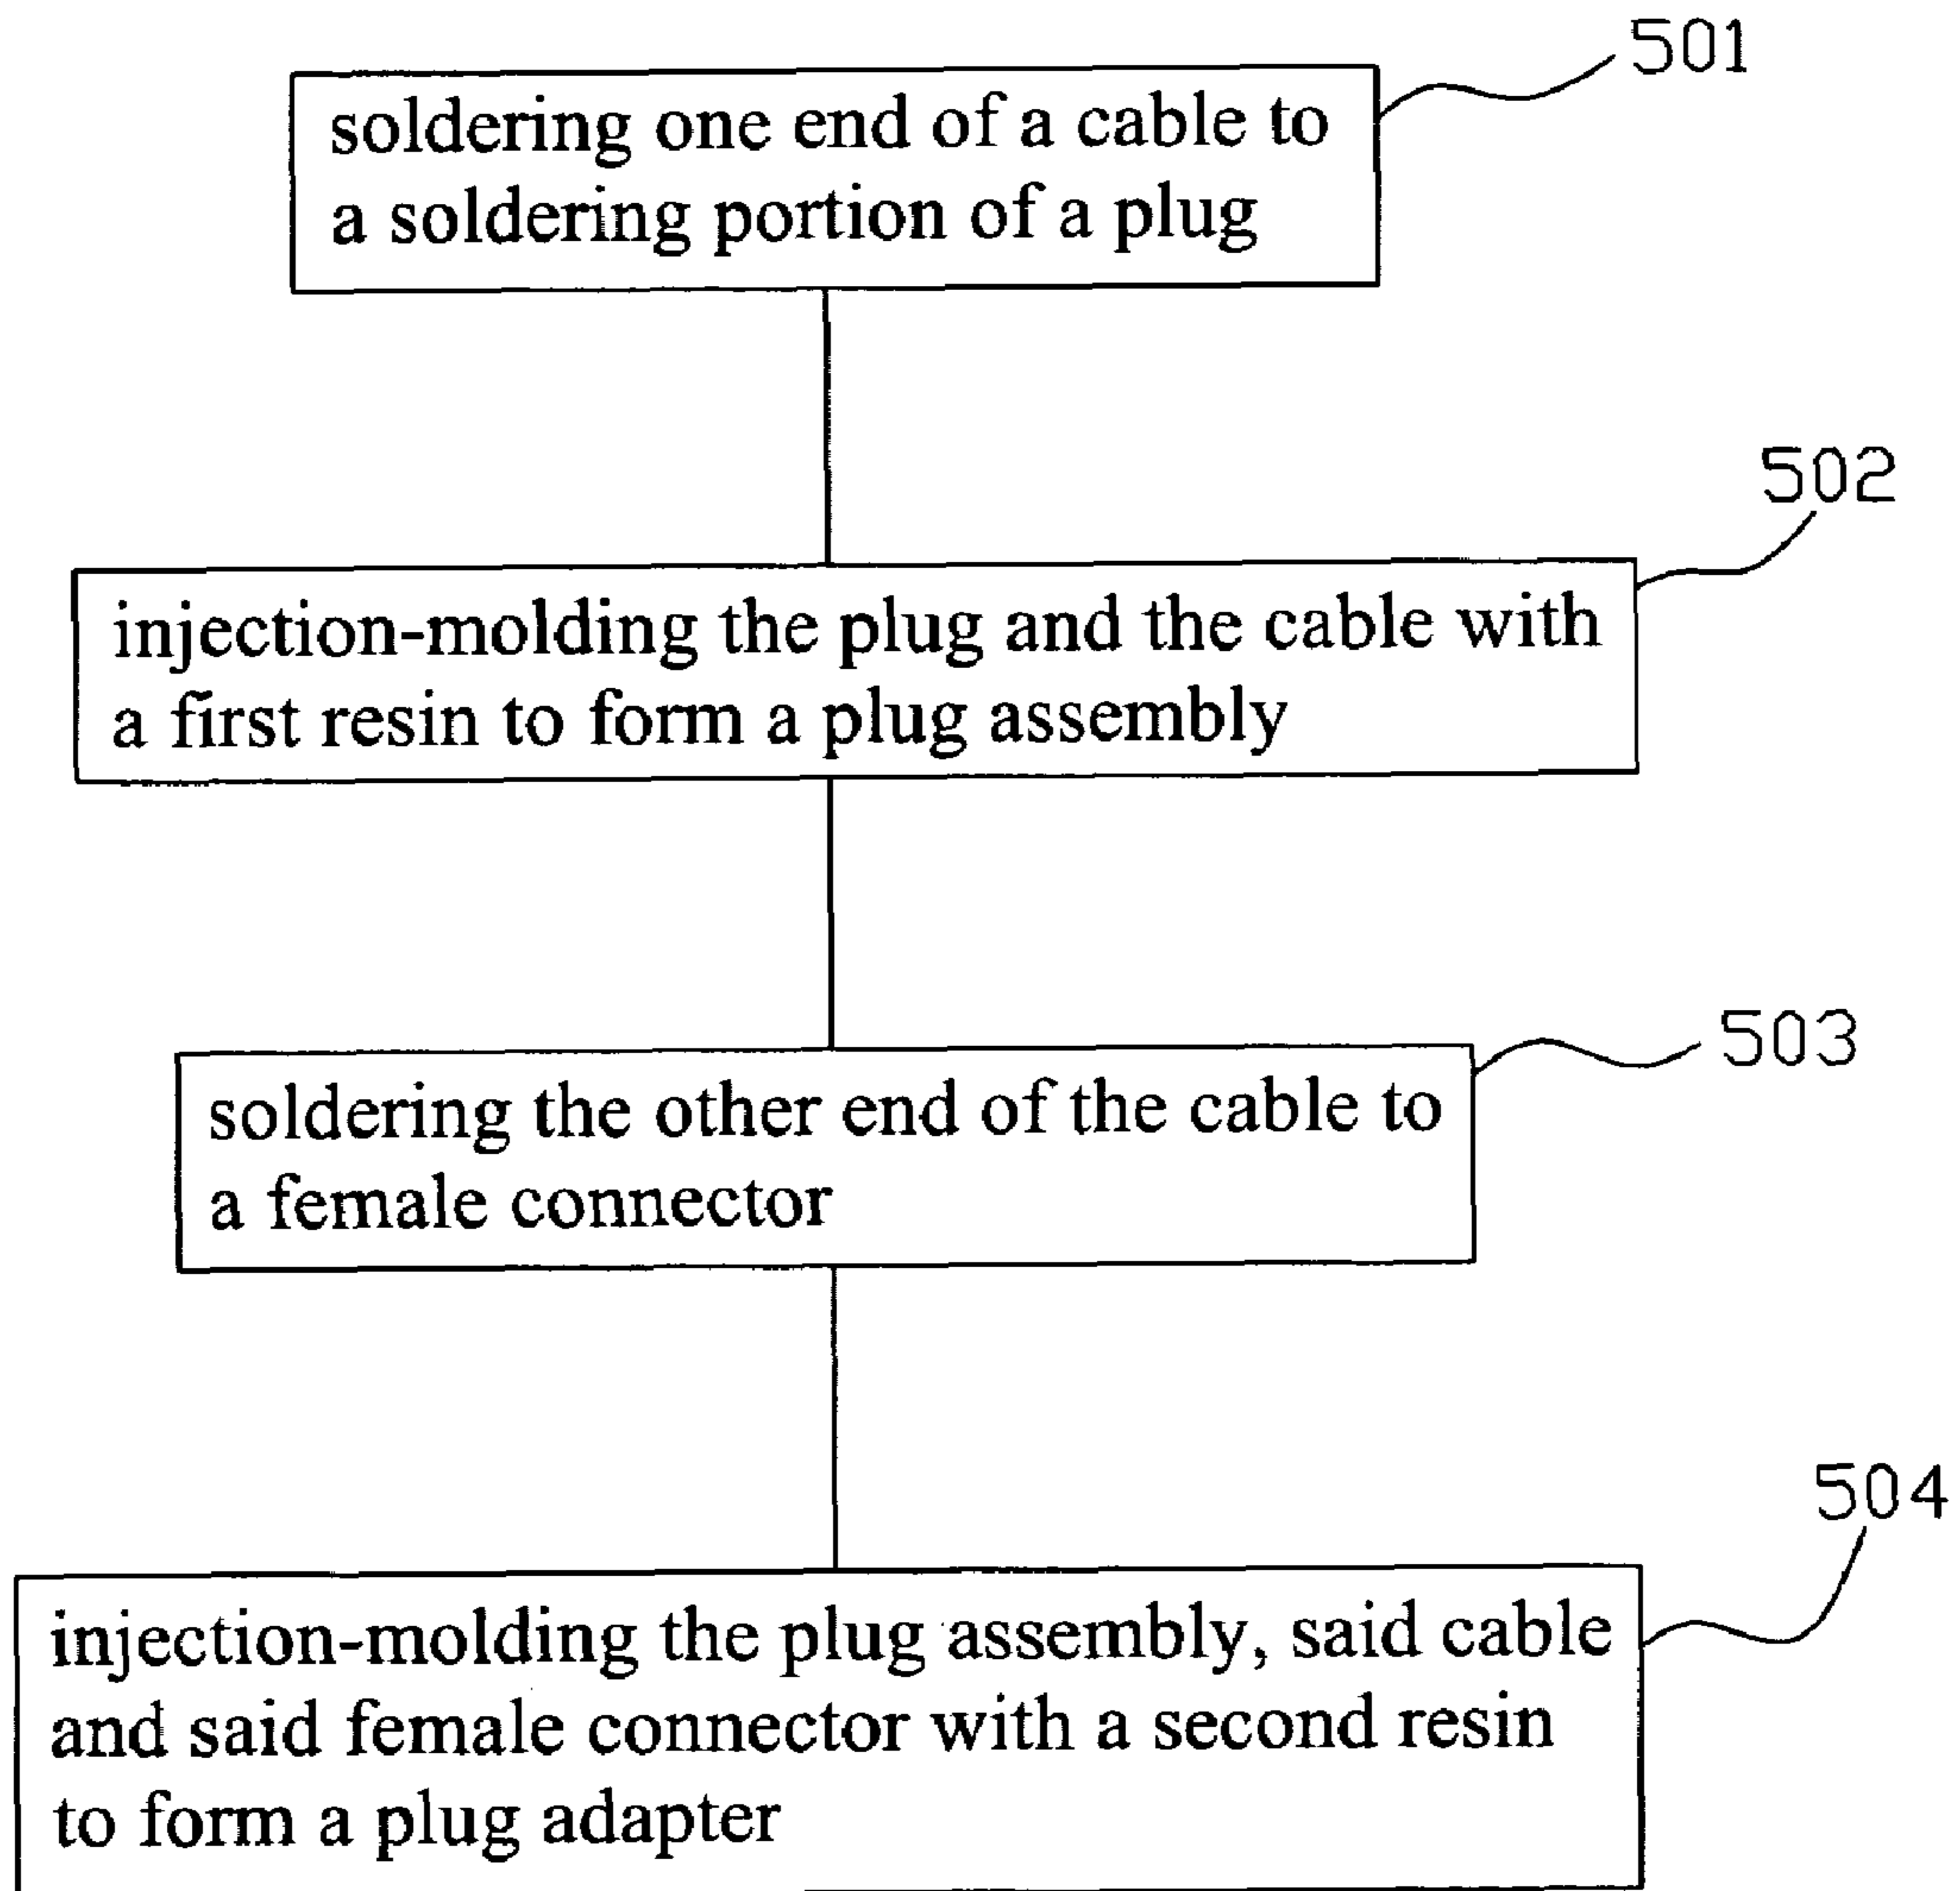 501
soldering one end of a cable to
a soldering portion of a plug
502
injection-molding the plug and the cable with
a first resin to form a plug assembly
503
soldering the other end of the cable to
a female connector
504
injection-molding the plug assembly, said cable
and said female connector with a second resin
to form a plug adapter